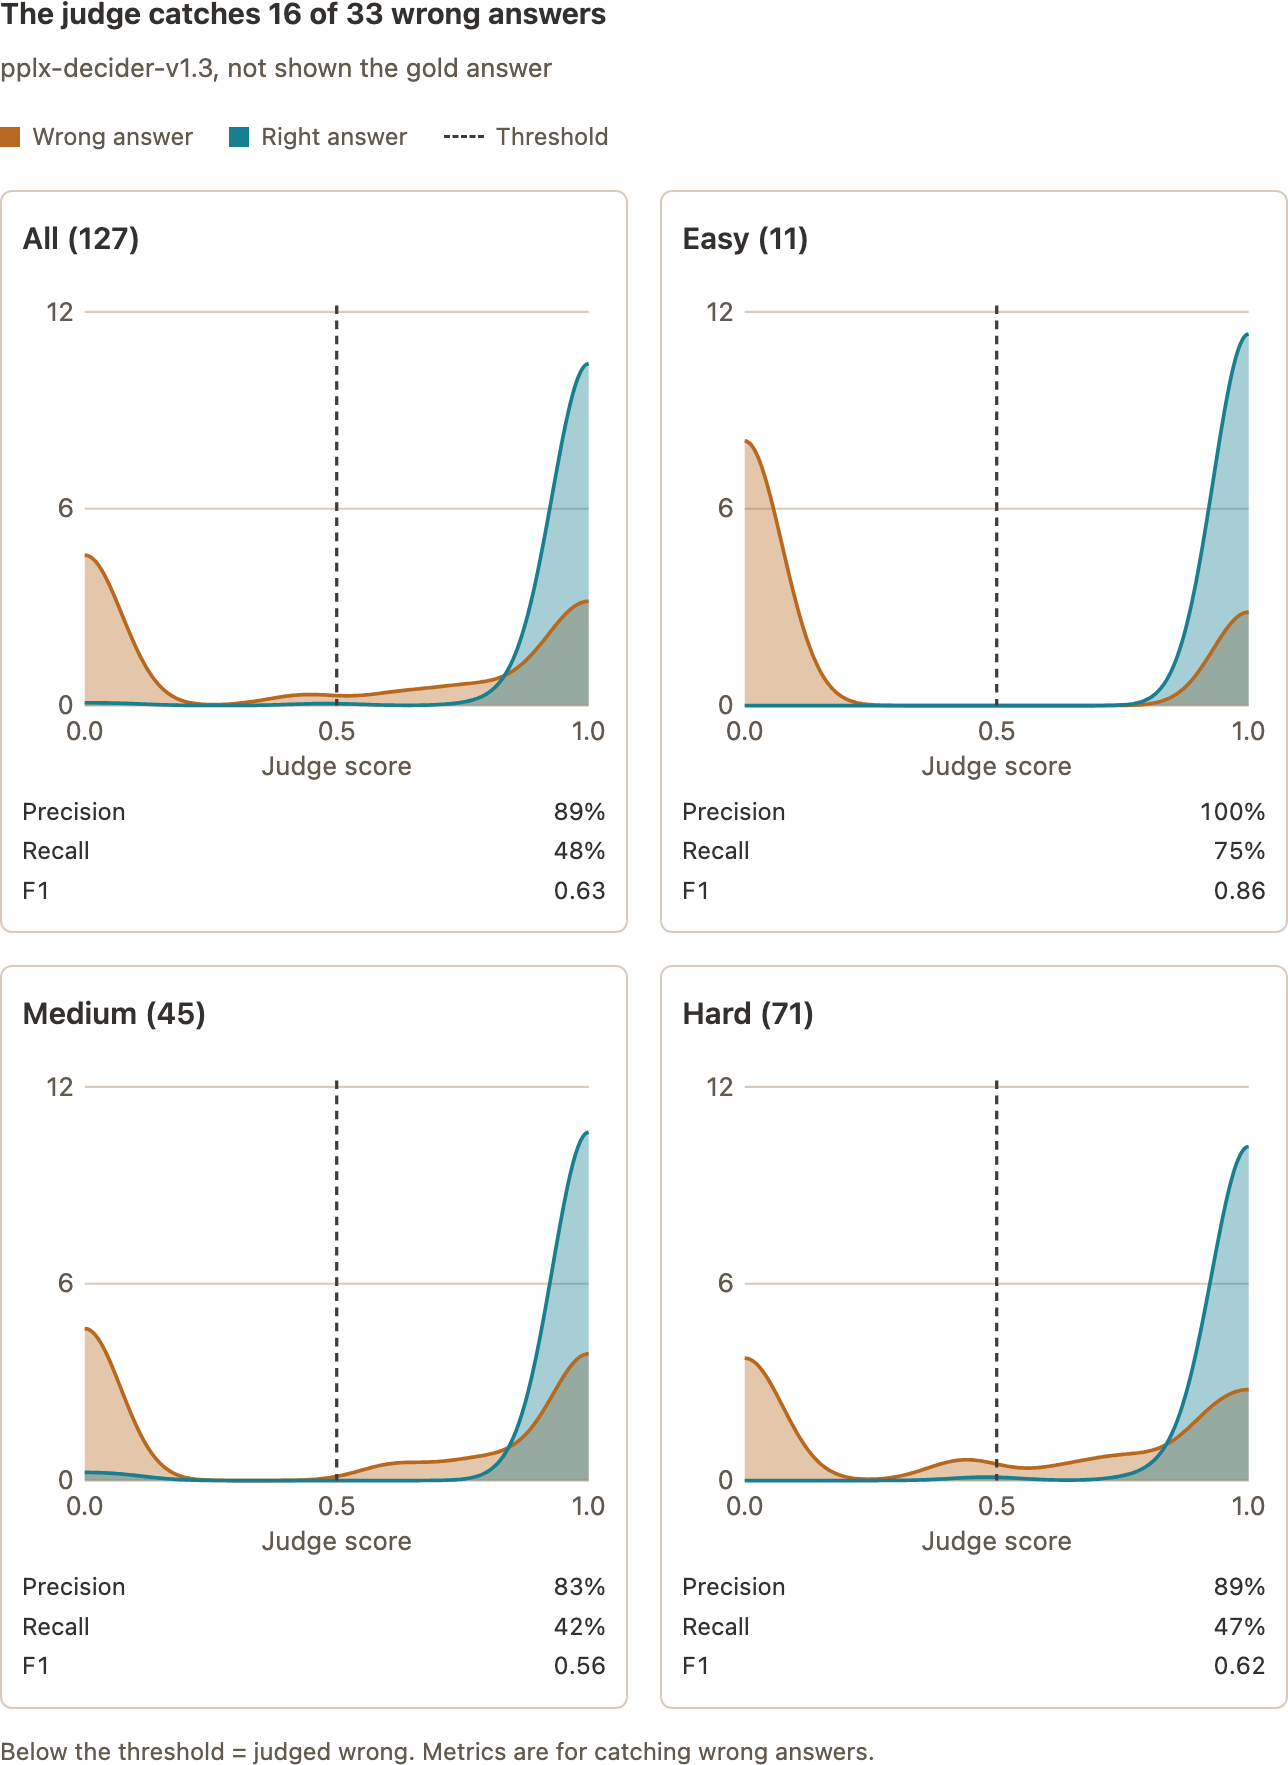 The judge catches 16 of 33 wrong answers
pplx-decider-v1.3, not shown the gold answer
Wrong answer Right answer Threshold
All (127)
12
6
0
0.0 0.5 1.0
Judge score
Precision 89%
Recall 48%
F1 0.63
Easy (11)
12
6
0
0.0 0.5 1.0
Judge score
Precision 100%
Recall 75%
F1 0.86
Medium (45)
12
6
0
0.0 0.5 1.0
Judge score
Precision 83%
Recall 42%
F1 0.56
Hard (71)
12
6
0
0.0 0.5 1.0
Judge score
Precision 89%
Recall 47%
F1 0.62
Below the threshold = judged wrong. Metrics are for catching wrong answers.